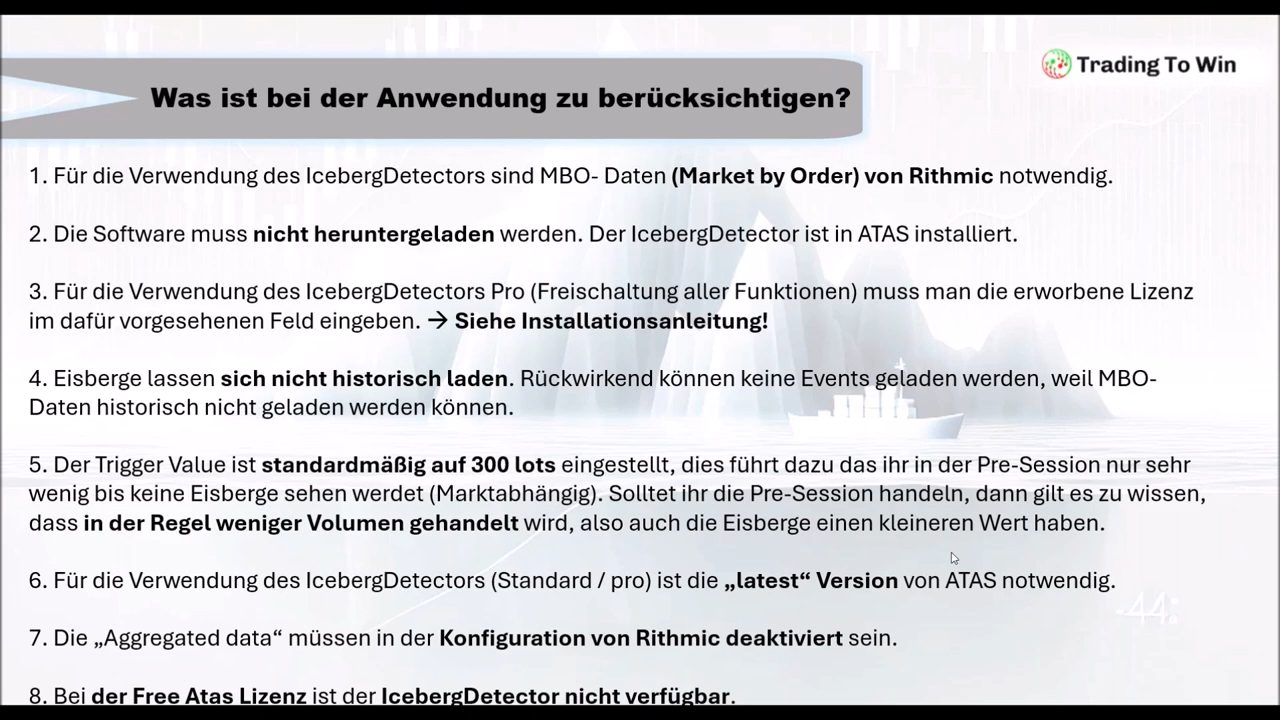 Trading To Win
Was ist bei der Anwendung zu berücksichtigen?
1. Für die Verwendung des IcebergDetectors sind MBO- Daten (Market by Order) von Rithmic notwendig.
2. Die Software muss nicht heruntergeladen werden. Der IcebergDetector ist in ATAS installiert.
3. Für die Verwendung des IcebergDetectors Pro (Freischaltung aller Funktionen) muss man die erworbene Lizenz
im dafür vorgesehenen Feld eingeben. → Siehe Installationsanleitung!
4. Eisberge lassen sich nicht historisch laden. Rückwirkend können keine Events geladen werden, weil MBO-
Daten historisch nicht geladen werden können.
5. Der Trigger Value ist standardmäßig auf 300 lots eingestellt, dies führt dazu das ihr in der Pre-Session nur sehr
wenig bis keine Eisberge sehen werdet (Marktabhängig). Solltet ihr die Pre-Session handeln, dann gilt es zu wissen,
dass in der Regel weniger Volumen gehandelt wird, also auch die Eisberge einen kleineren Wert haben.
6. Für die Verwendung des IcebergDetectors (Standard / pro) ist die „latest“ Version von ATAS notwendig.
-44:
7. Die „Aggregated data“ müssen in der Konfiguration von Rithmic deaktiviert sein.
8. Bei der Free Atas Lizenz ist der IcebergDetector nicht verfügbar.